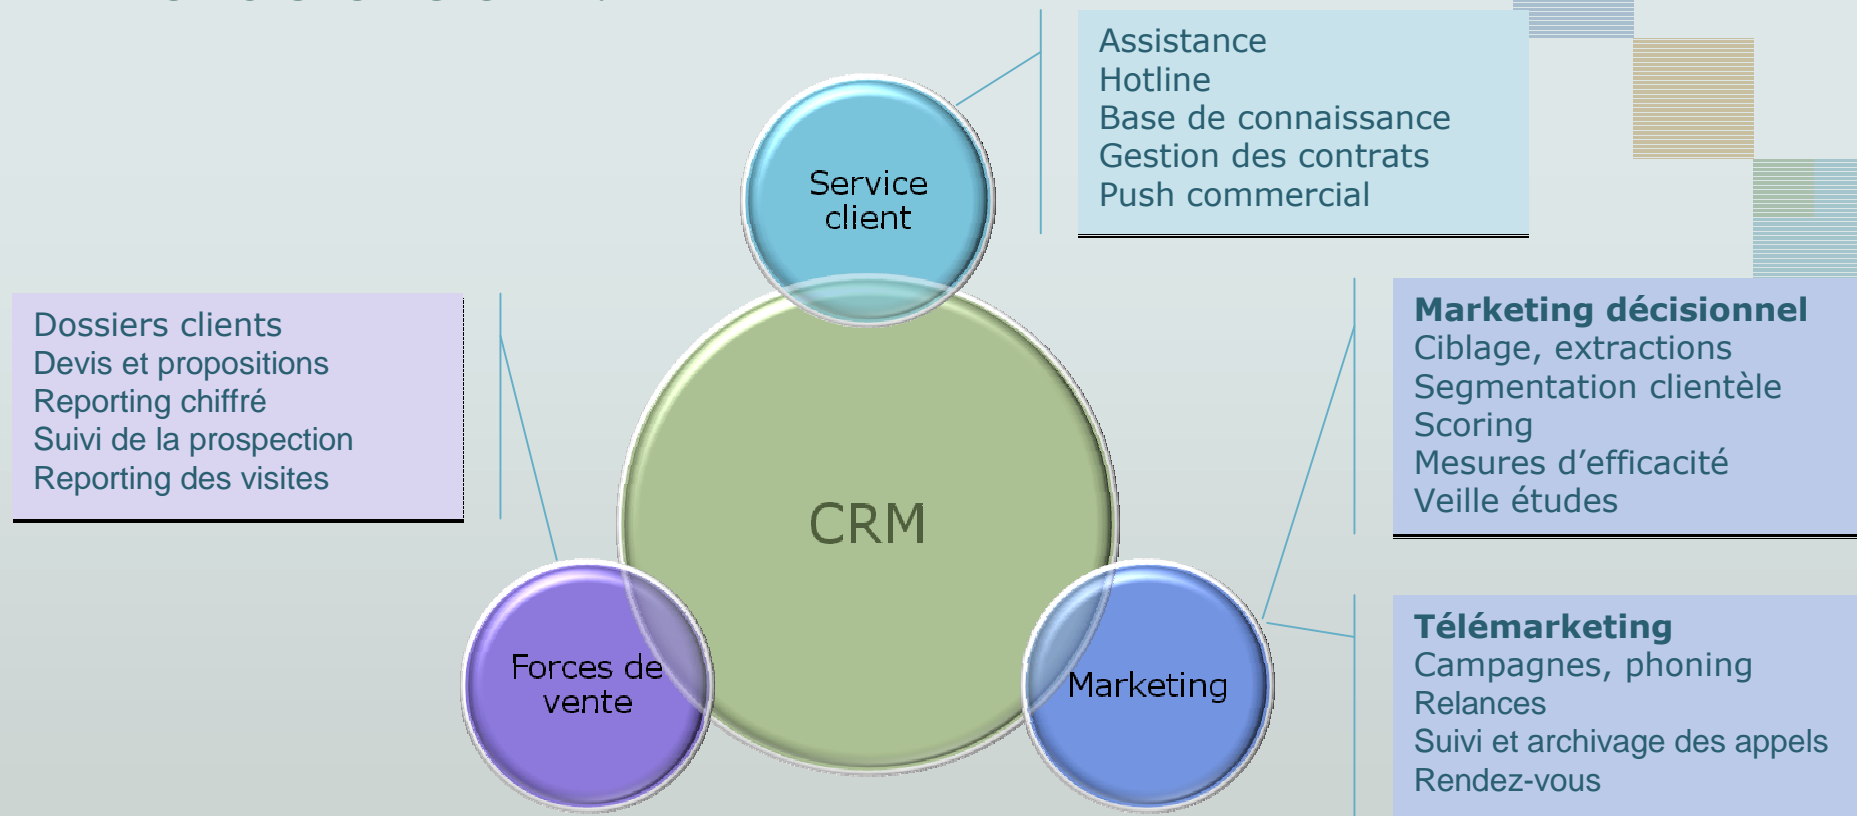 Assistance
Hotline
Base de connaissance
Gestion des contrats
Push commercial
Service
client
Dossiers clients
Devis et propositions
Reporting chiffré
Suivi de la prospection
Reporting des visites
CRM
Marketing décisionnel
Ciblage, extractions
Segmentation clientèle
Scoring
Mesures d’efficacité
Veille études
Forces de
vente
Marketing
Télémarketing
Campagnes, phoning
Relances
Suivi et archivage des appels
Rendez-vous